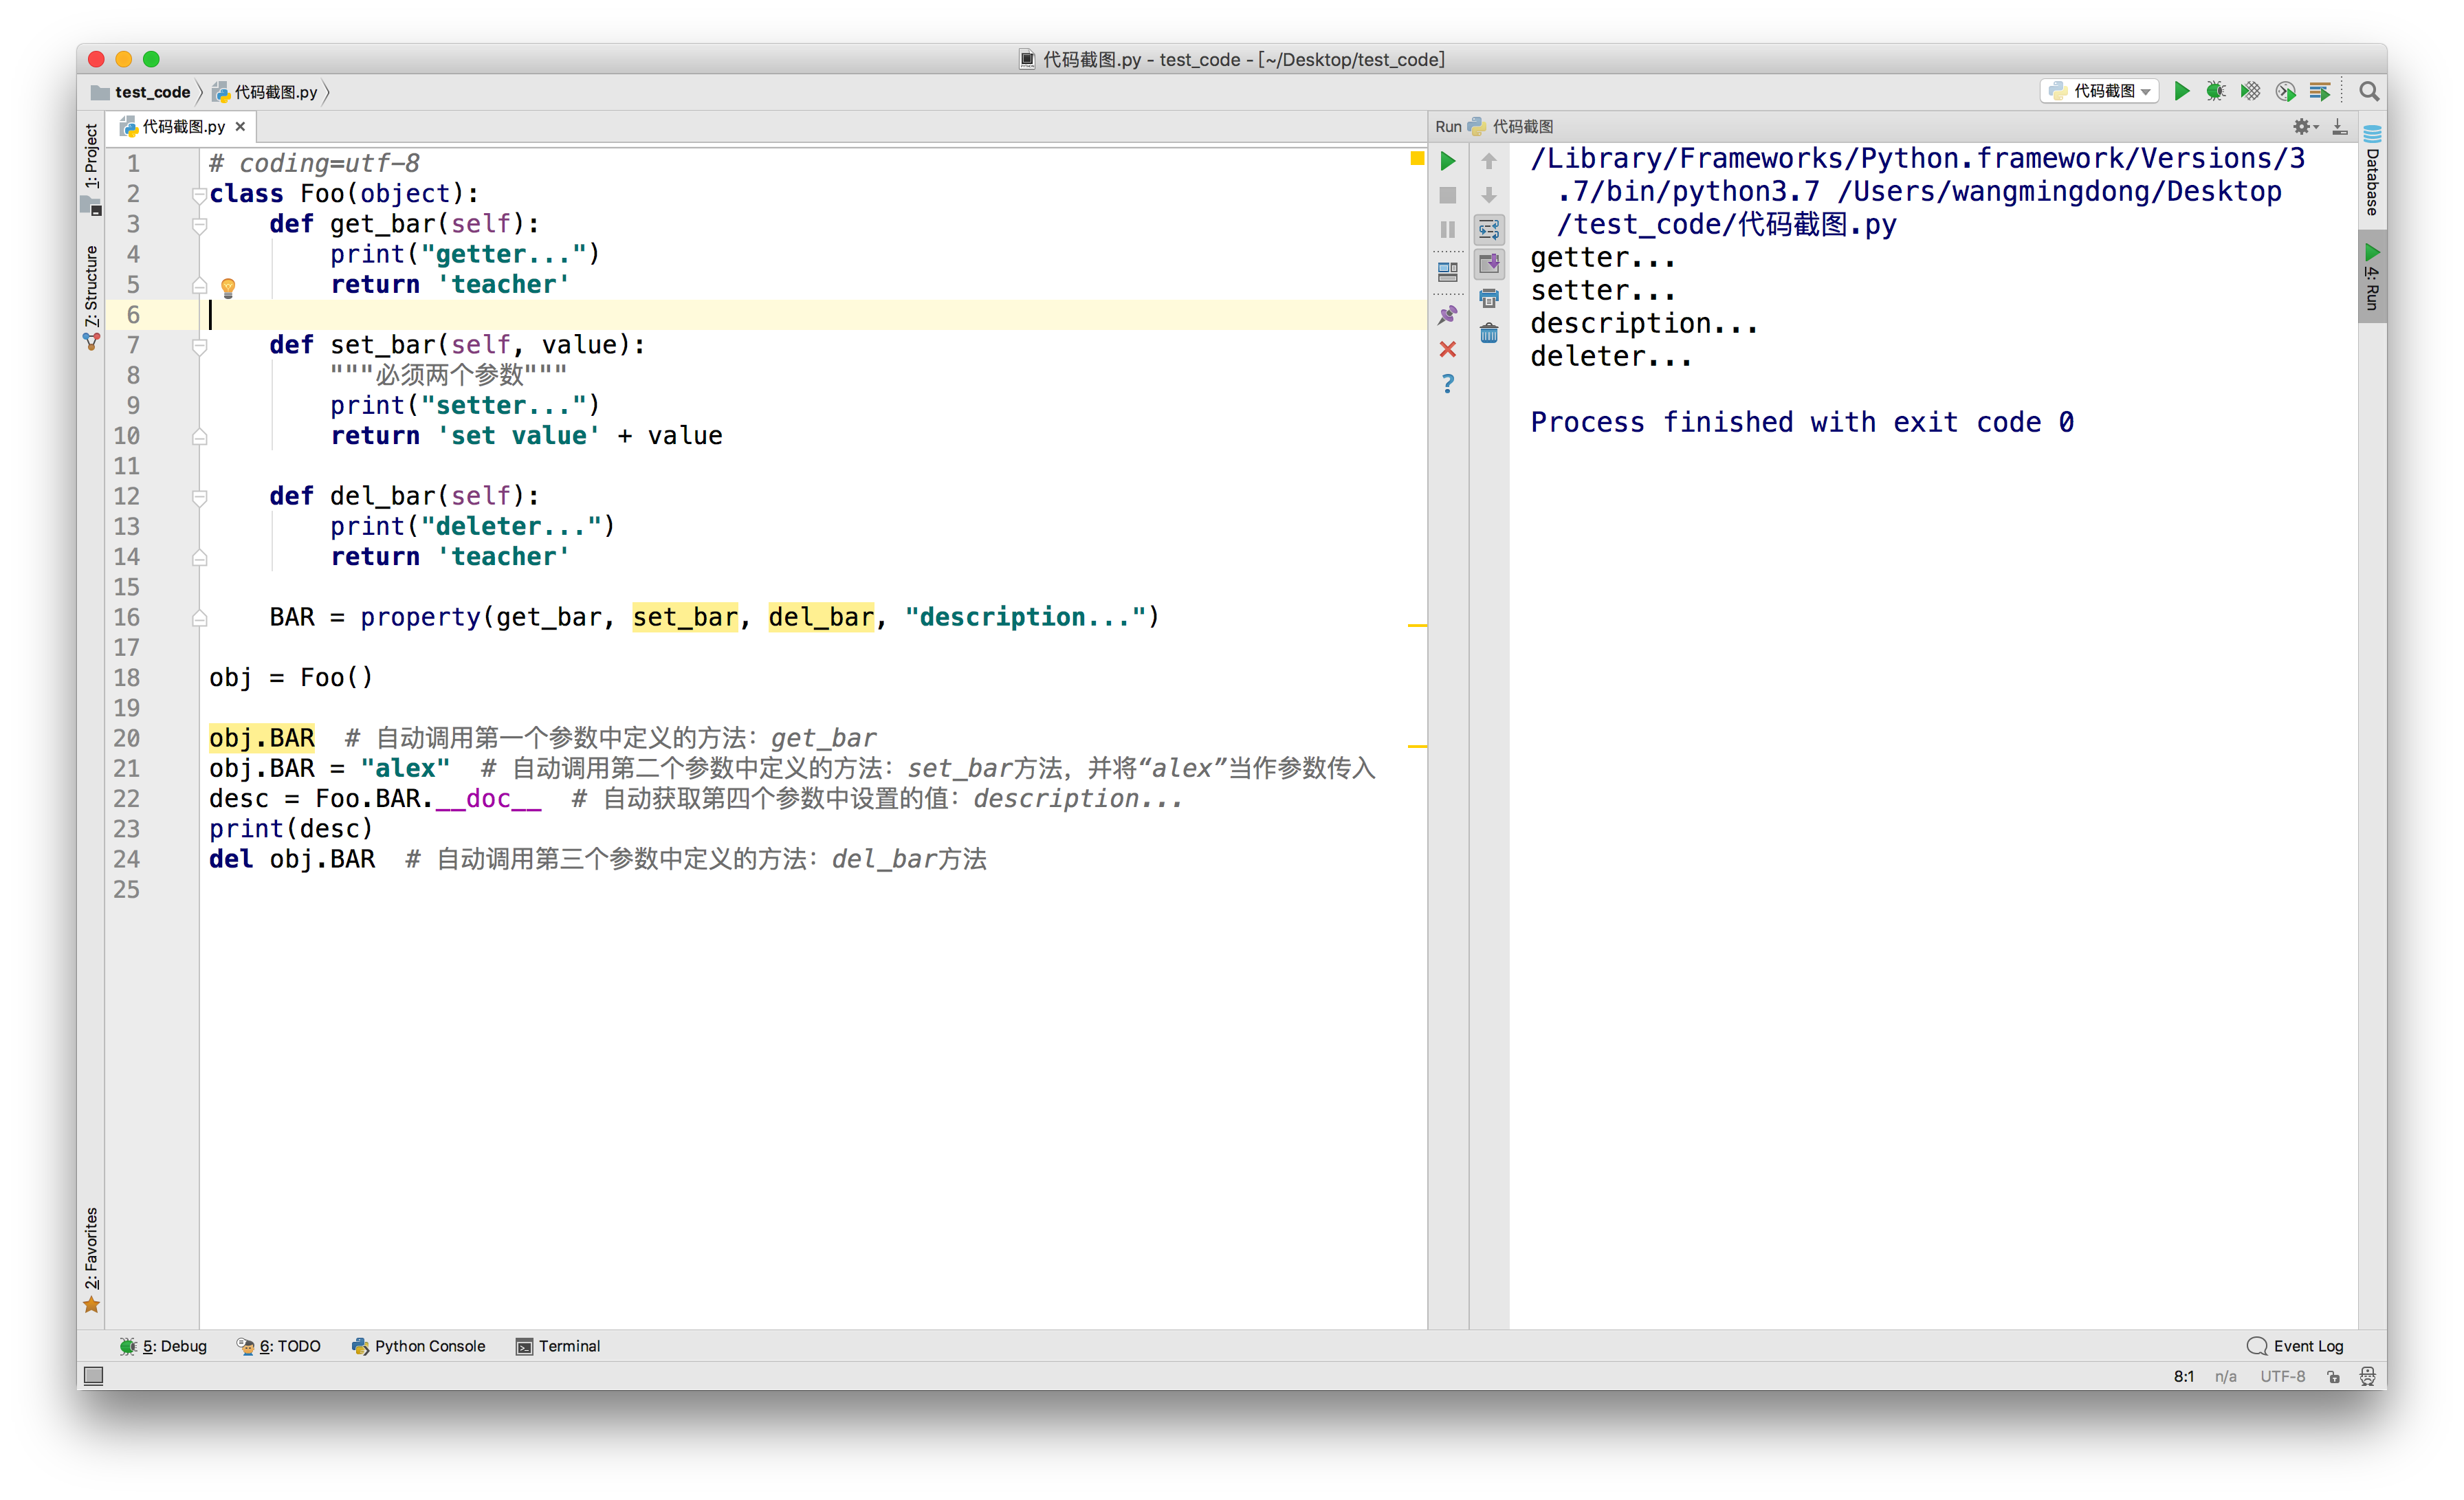 代码截图.py - test_code - [~/Desktop/test_code]
test_code 代码截图.py
代码截图
1: Project
7: Structure
2: Favorites
代码截图.py
1 # coding=utf-8
2 class Foo(object):
3 def get_bar(self):
4 print("getter...")
5 return 'teacher'
6
7 def set_bar(self, value):
8 """必须两个参数"""
9 print("setter...")
10 return 'set value' + value
11
12 def del_bar(self):
13 print("deleter...")
14 return 'teacher'
15
16 BAR = property(get_bar, set_bar, del_bar, "description...")
17
18 obj = Foo()
19
20 obj.BAR # 自动调用第一个参数中定义的方法：get_bar
21 obj.BAR = "alex" # 自动调用第二个参数中定义的方法：set_bar方法，并将“alex”当作参数传入
22 desc = Foo.BAR.__doc__ # 自动获取第四个参数中设置的值：description...
23 print(desc)
24 del obj.BAR # 自动调用第三个参数中定义的方法：del_bar方法
25
Run 代码截图
?
/Library/Frameworks/Python.framework/Versions/3
.7/bin/python3.7 /Users/wangmingdong/Desktop
/test_code/代码截图.py
getter...
setter...
description...
deleter...
Process finished with exit code 0
Database
4: Run
5: Debug 6: TODO Python Console Terminal
Event Log
8:1 n/a UTF-8